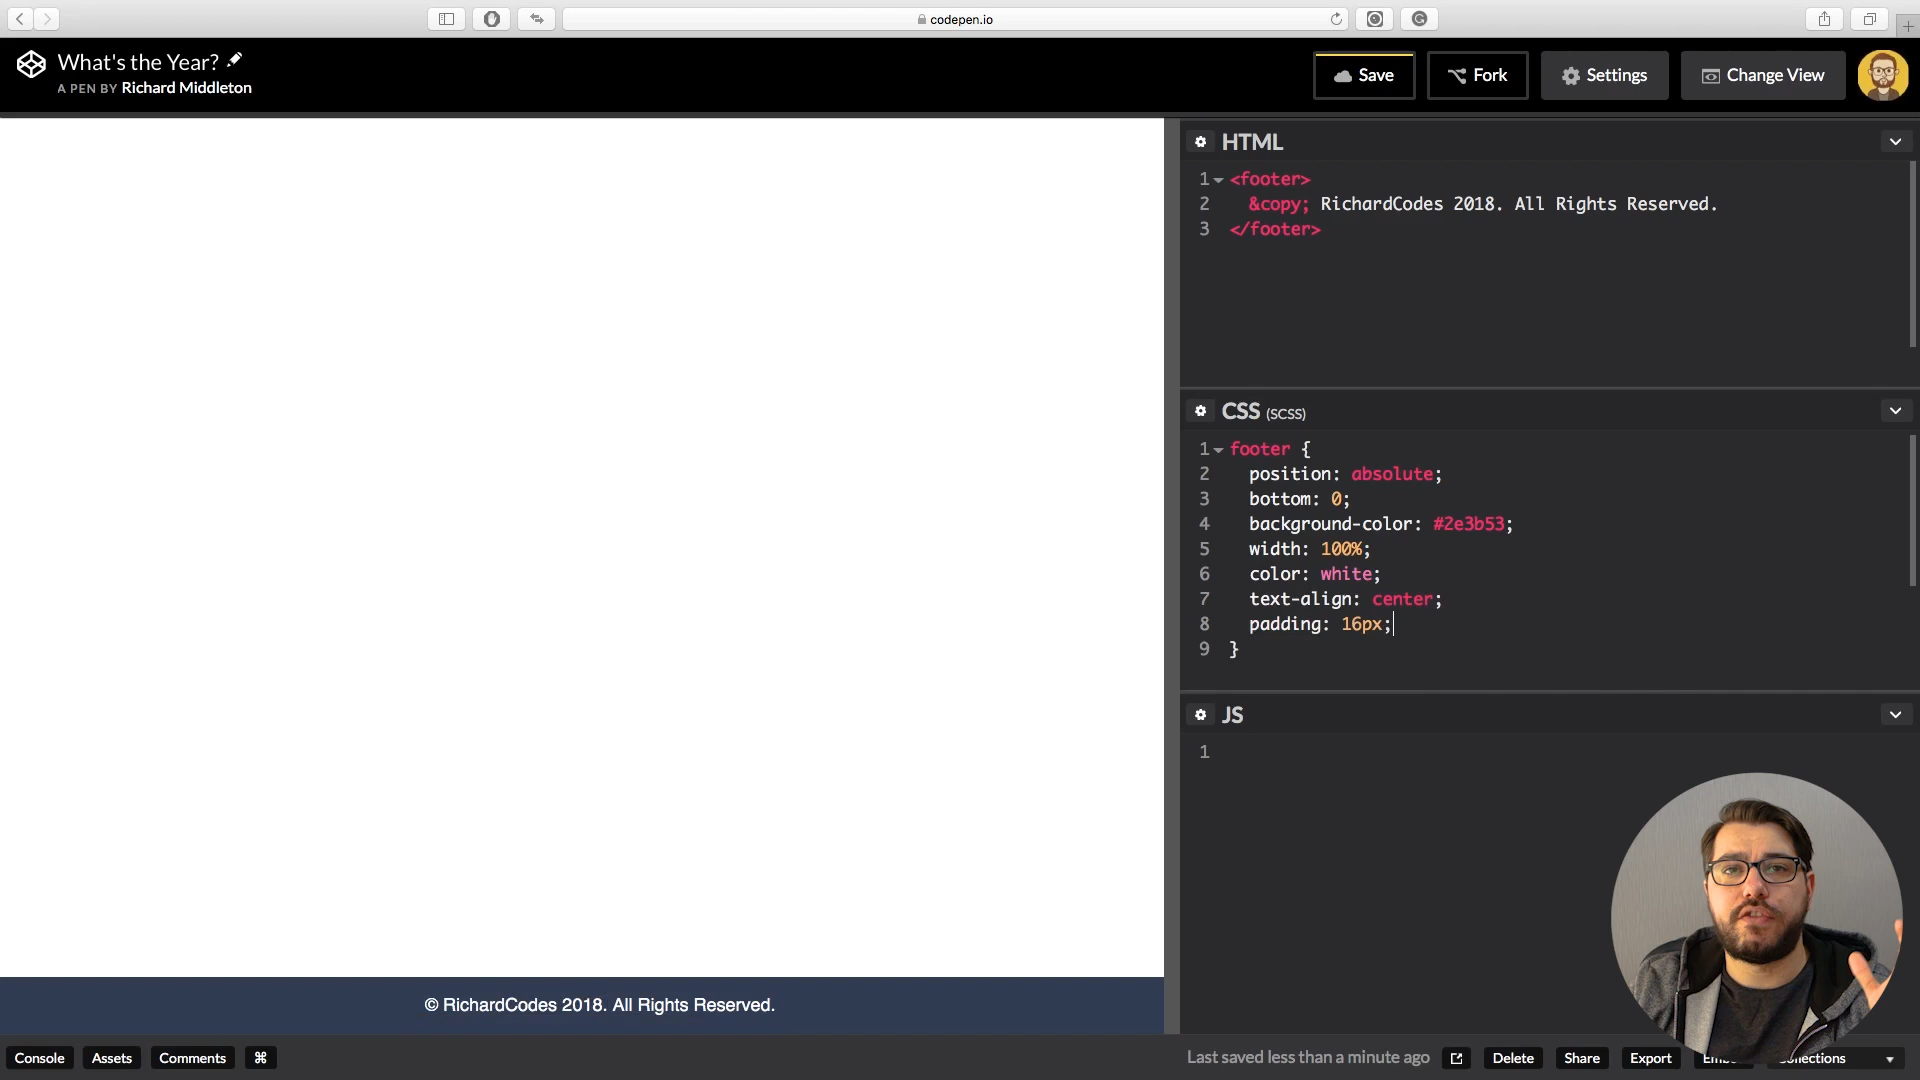 codepen.io
What's the Year?
A PEN BY Richard Middleton
Save
Fork
Settings
Change View
HTML
1 <footer>
2 &copy; RichardCodes 2018. All Rights Reserved.
3 </footer>
CSS (SCSS)
1 footer {
2 position: absolute;
3 bottom: 0;
4 background-color: #2e3b53;
5 width: 100%;
6 color: white;
7 text-align: center;
8 padding: 16px;
9 }
JS
1
© RichardCodes 2018. All Rights Reserved.
Console Assets Comments ⌘
Last saved less than a minute ago Delete Share Export